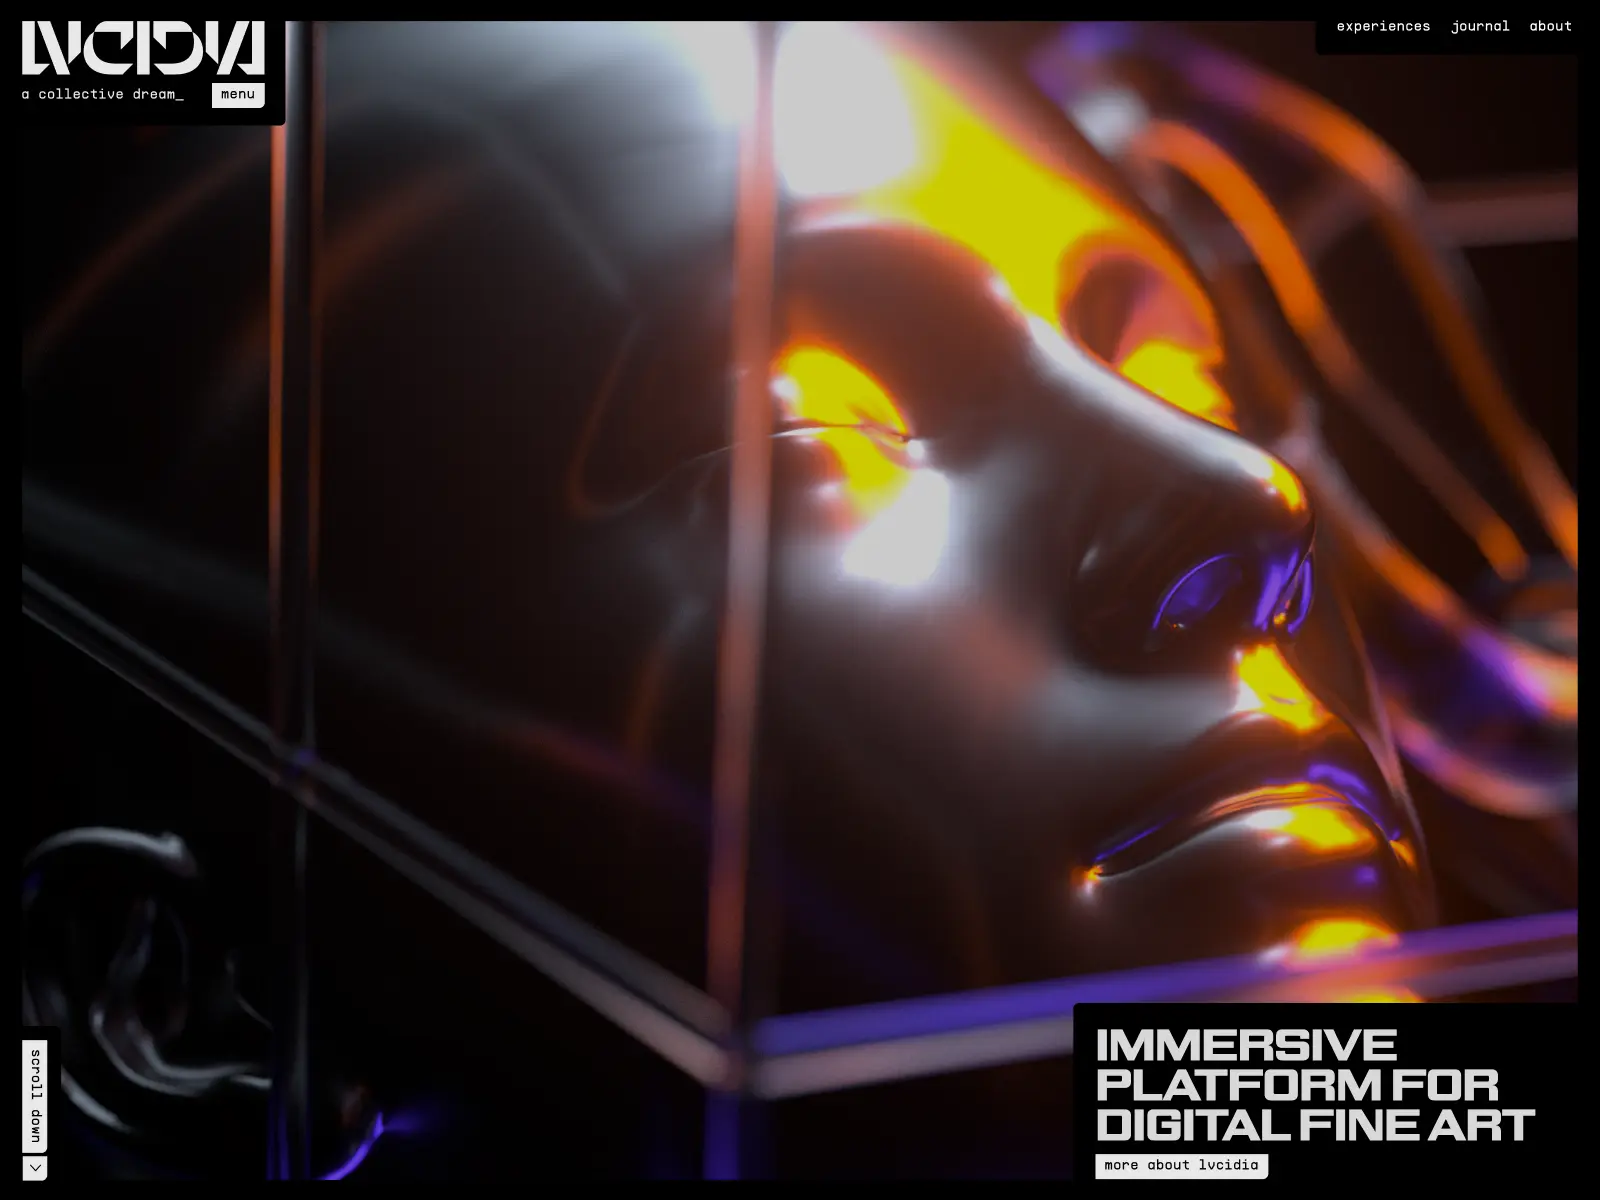 LVCIDIA
experiences journal about
a collective dream_
menu
scroll down
IMMERSIVE
PLATFORM FOR
DIGITAL FINE ART
more about lvcidia